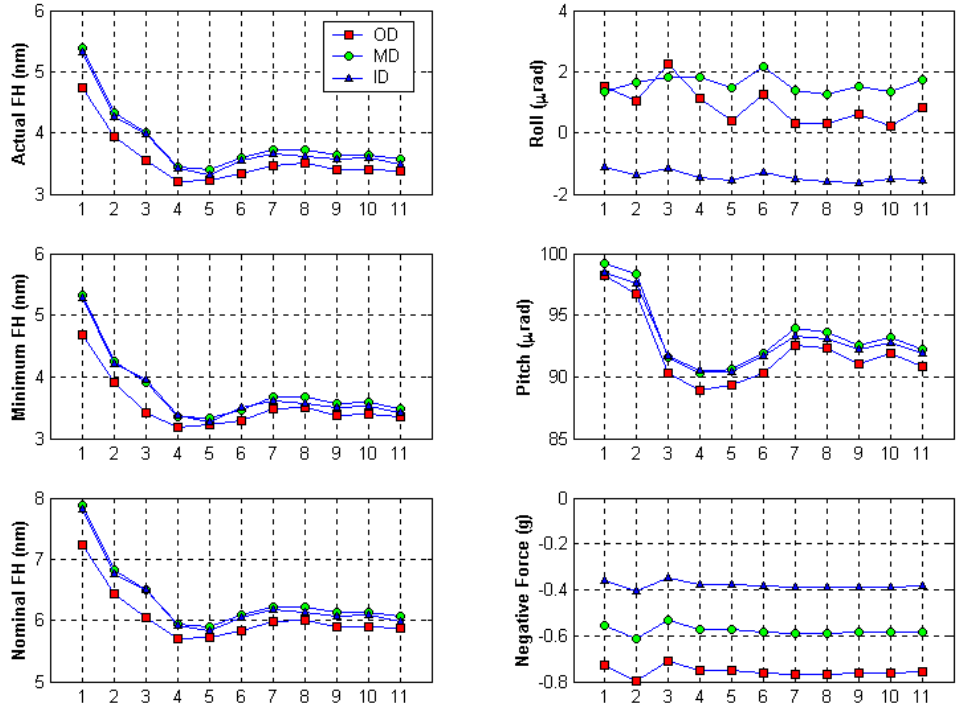 Actual FH (nm)
6
5
4
3
1 2 3 4 5 6 7 8 9 10 11
OD
MD
ID
Roll (μrad)
4
2
0
-2
1 2 3 4 5 6 7 8 9 10 11
Minimum FH (nm)
6
5
4
3
1 2 3 4 5 6 7 8 9 10 11
Pitch (μrad)
100
95
90
85
1 2 3 4 5 6 7 8 9 10 11
Nominal FH (nm)
8
7
6
5
1 2 3 4 5 6 7 8 9 10 11
Negative Force (g)
0
-0.2
-0.4
-0.6
-0.8
1 2 3 4 5 6 7 8 9 10 11